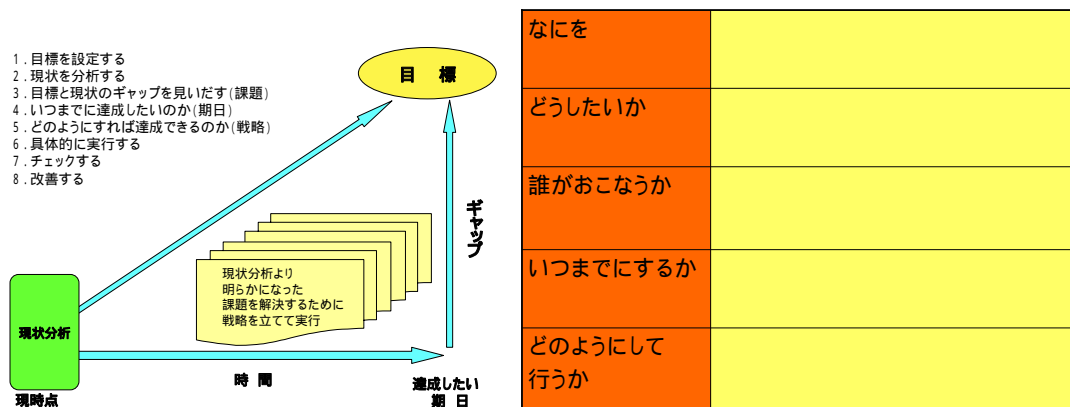 1.目標を設定する
2.現状を分析する
3.目標と現状のギャップを見いだす(課題)
4.いつまでに達成したいのか(期日)
5.どのようにすれば達成できるのか(戦略)
6.具体的に実行する
7.チェックする
8.改善する
目 標
ギャップ
現状分析より
明らかになった
課題を解決するために
戦略を立てて実行
現状分析
現時点
時 間
達成したい
期 日
なにを
どうしたいか
誰がおこなうか
いつまでにするか
どのようにして
行うか